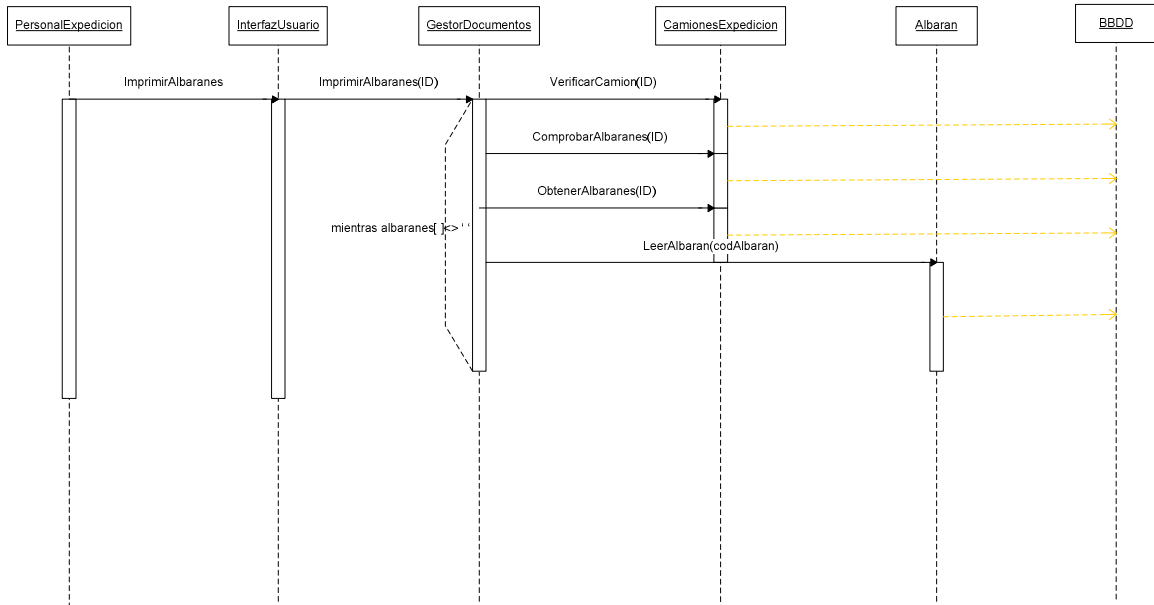 PersonalExpedicion
InterfazUsuario
GestorDocumentos
CamionesExpedicion
Albaran
BBDD
ImprimirAlbaranes
ImprimirAlbaranes(ID)
VerificarCamion(ID)
ComprobarAlbaranes(ID)
ObtenerAlbaranes(ID)
mientras albaranes[ ]<> ' '
LeerAlbaran(codAlbaran)